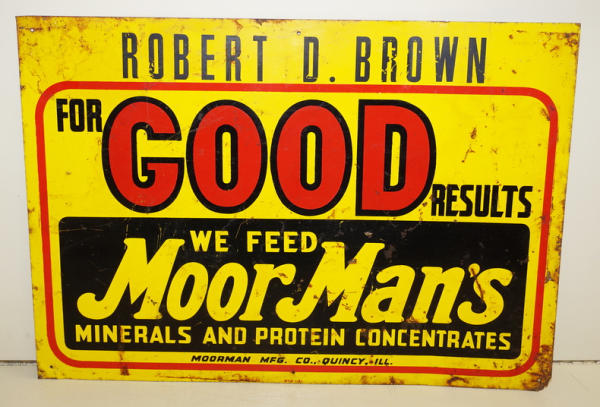 ROBERT D. BROWN
FOR GOOD RESULTS
WE FEED
MoorMan's
MINERALS AND PROTEIN CONCENTRATES
MOORMAN MFG. CO., QUINCY, ILL.